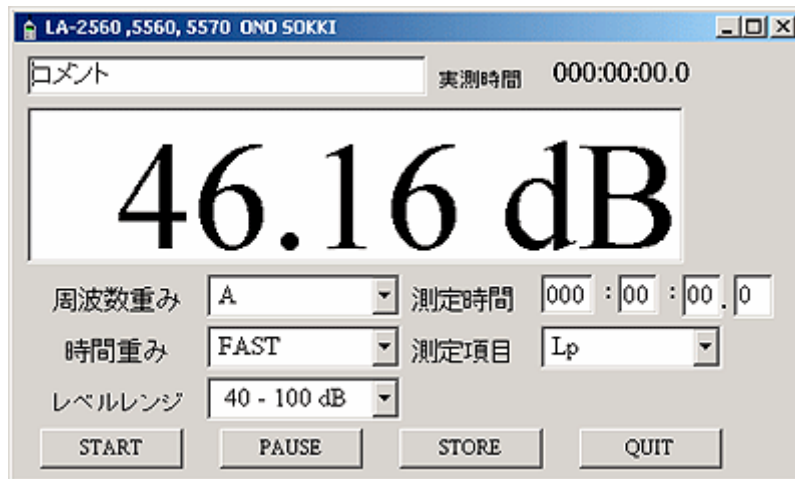 LA-2560 ,5560, 5570 ONO SOKKI
コメント 実測時間 000:00:00.0
46.16 dB
周波数重み A 測定時間 000 : 00 : 00 . 0
時間重み FAST 測定項目 Lp
レベルレンジ 40 - 100 dB
START PAUSE STORE QUIT